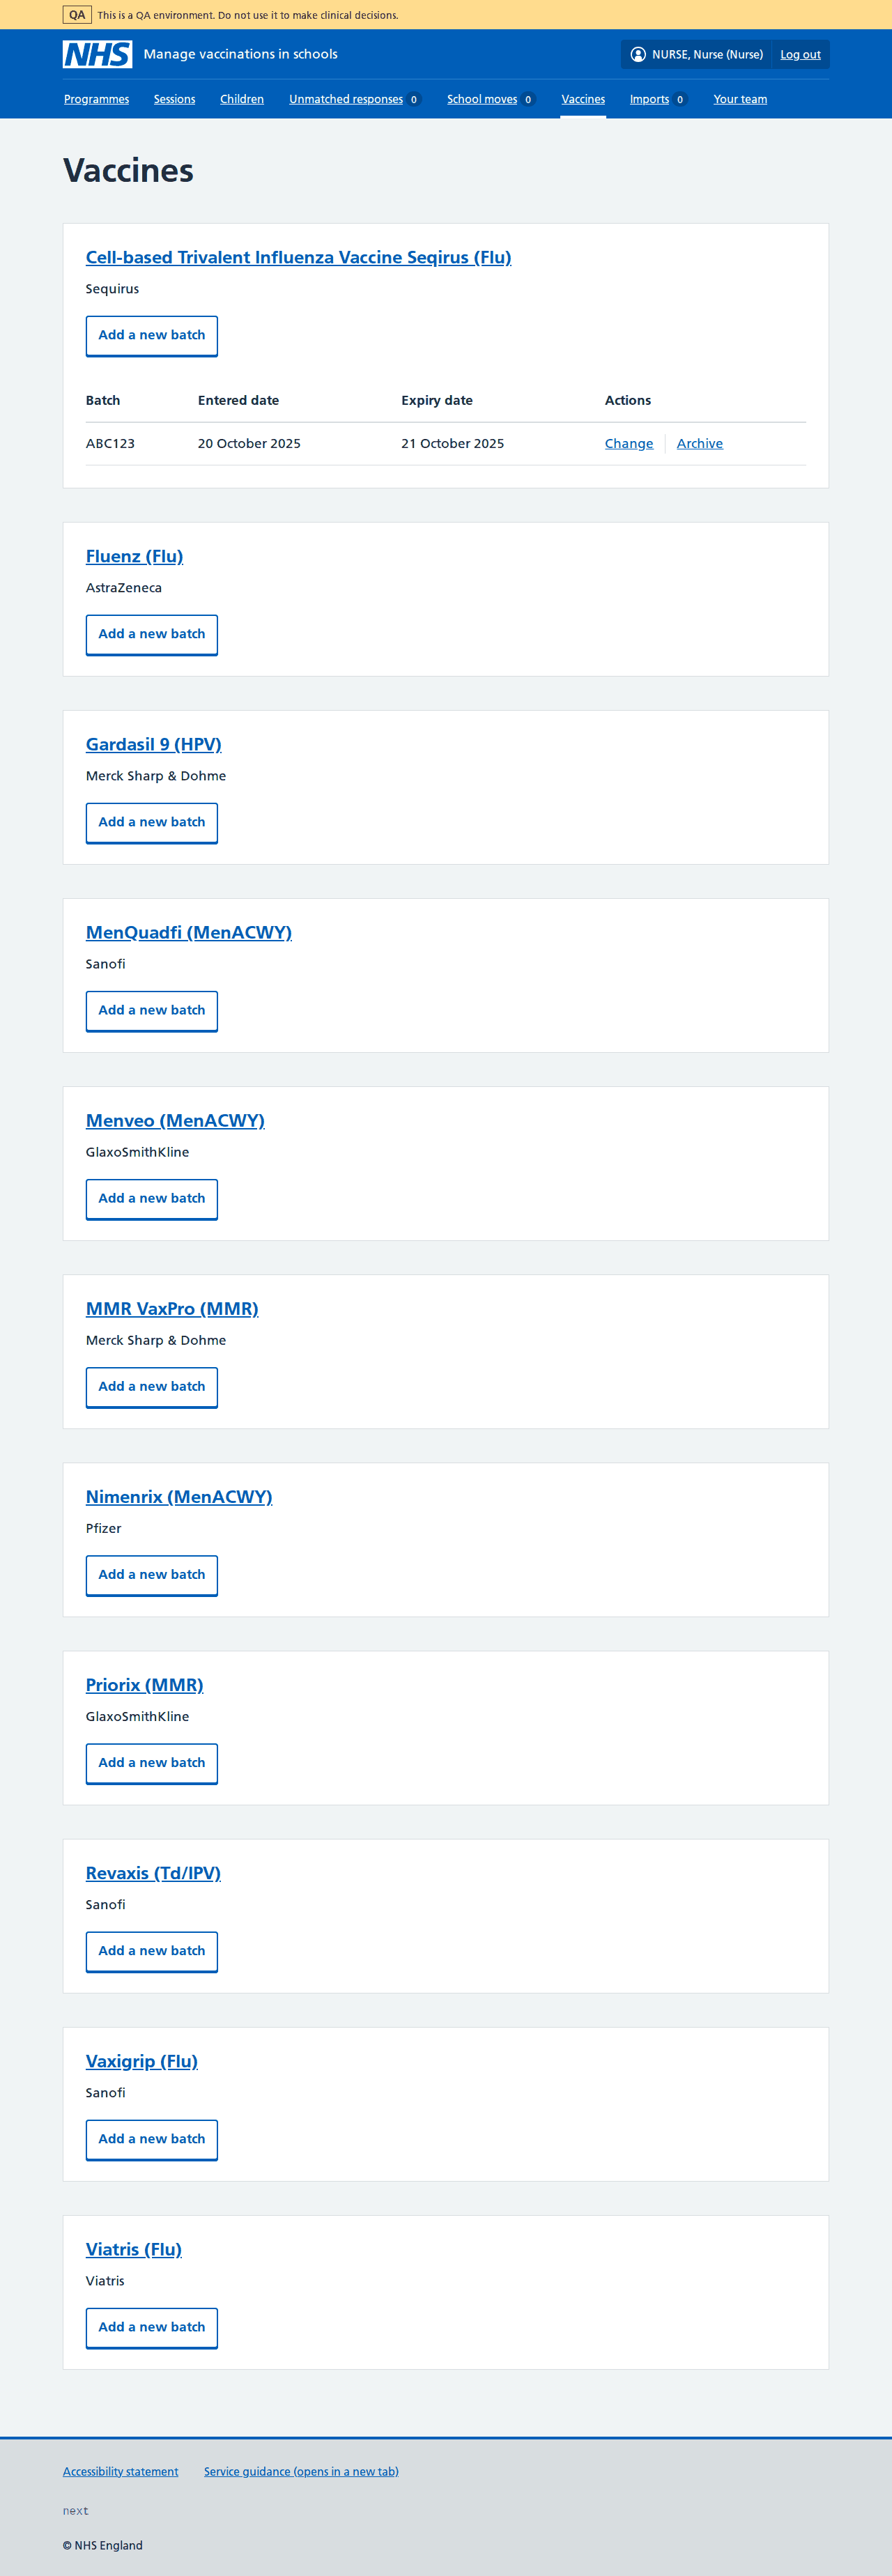 QA This is a QA environment. Do not use it to make clinical decisions.
NHS Manage vaccinations in schools NURSE, Nurse (Nurse) Log out
Programmes Sessions Children Unmatched responses 0 School moves 0 Vaccines Imports 0 Your team
Vaccines
Cell-based Trivalent Influenza Vaccine Seqirus (Flu)
Sequirus
Add a new batch
Batch Entered date Expiry date Actions
ABC123 20 October 2025 21 October 2025 Change Archive
Fluenz (Flu)
AstraZeneca
Add a new batch
Gardasil 9 (HPV)
Merck Sharp & Dohme
Add a new batch
MenQuadfi (MenACWY)
Sanofi
Add a new batch
Menveo (MenACWY)
GlaxoSmithKline
Add a new batch
MMR VaxPro (MMR)
Merck Sharp & Dohme
Add a new batch
Nimenrix (MenACWY)
Pfizer
Add a new batch
Priorix (MMR)
GlaxoSmithKline
Add a new batch
Revaxis (Td/IPV)
Sanofi
Add a new batch
Vaxigrip (Flu)
Sanofi
Add a new batch
Viatris (Flu)
Viatris
Add a new batch
Accessibility statement Service guidance (opens in a new tab)
next
© NHS England